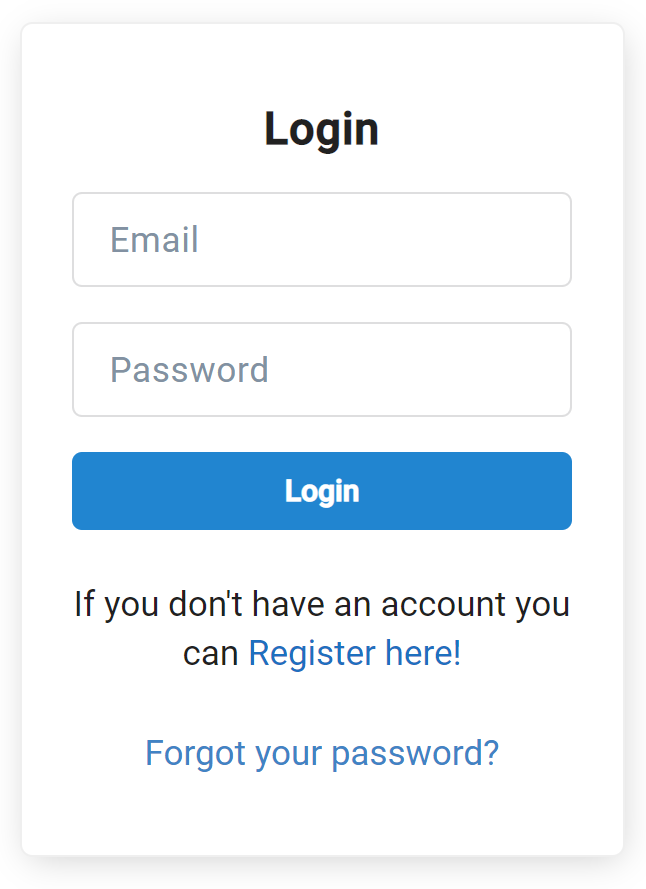 Login
Email
Password
Login
If you don't have an account you
can Register here!
Forgot your password?